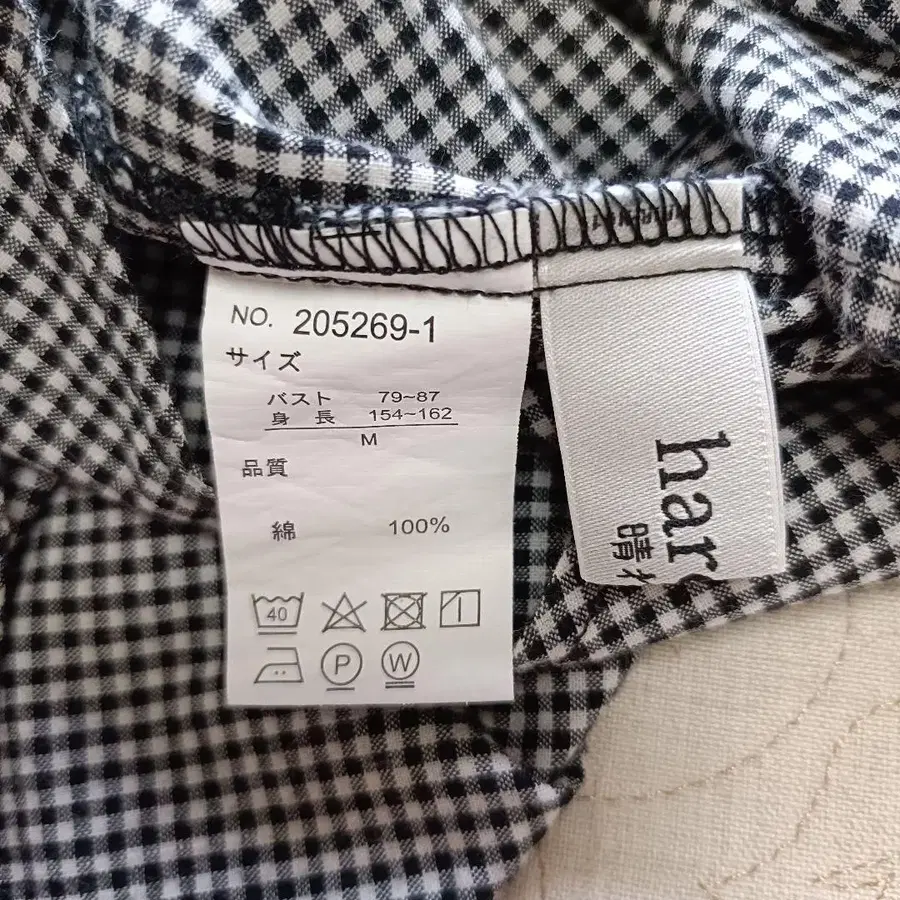 NO. 205269-1
サイズ
バスト 79~87
身 長 154~162
M
品質
綿 100%
40
P W
har
晴